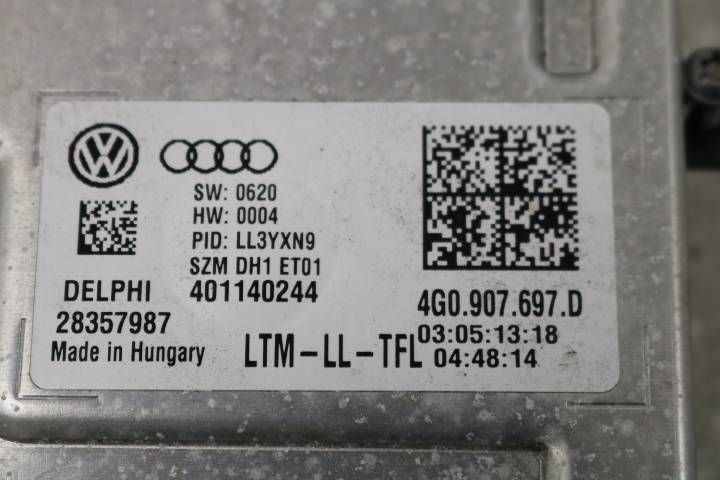 SW: 0620
HW: 0004
PID: LL3YXN9
SZM DH1 ET01
DELPHI 401140244
28357987
Made in Hungary
LTM-LL-TFL
4G0.907.697.D
03:05:13:18
04:48:14